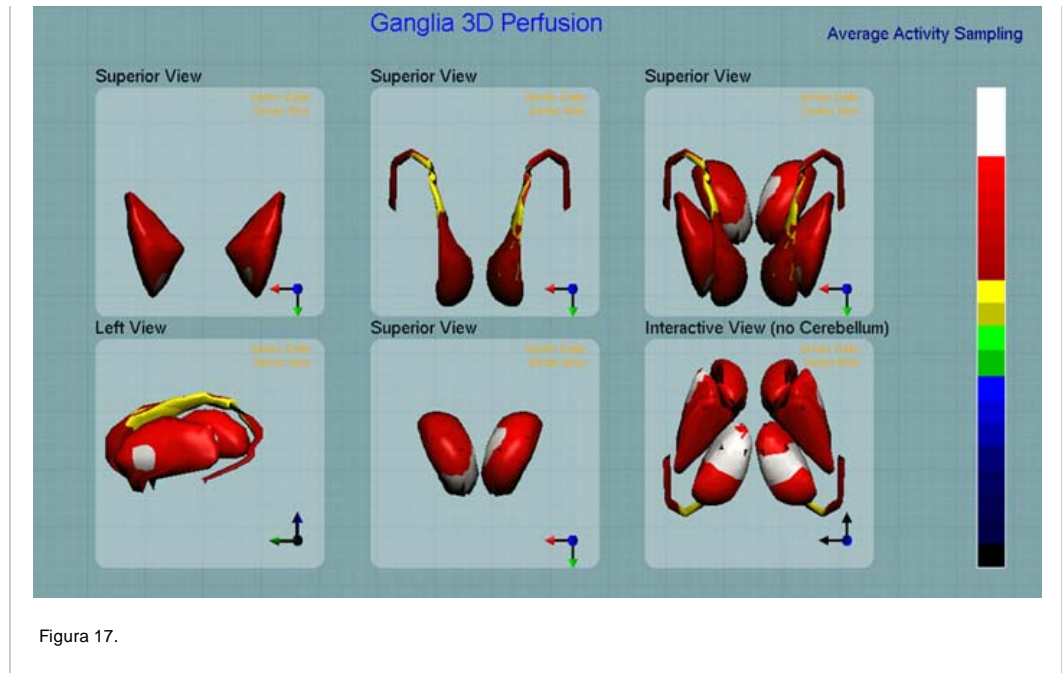 Ganglia 3D Perfusion
Average Activity Sampling
Superior View
Superior View
Superior View
Left View
Superior View
Interactive View (no Cerebellum)
Figura 17.